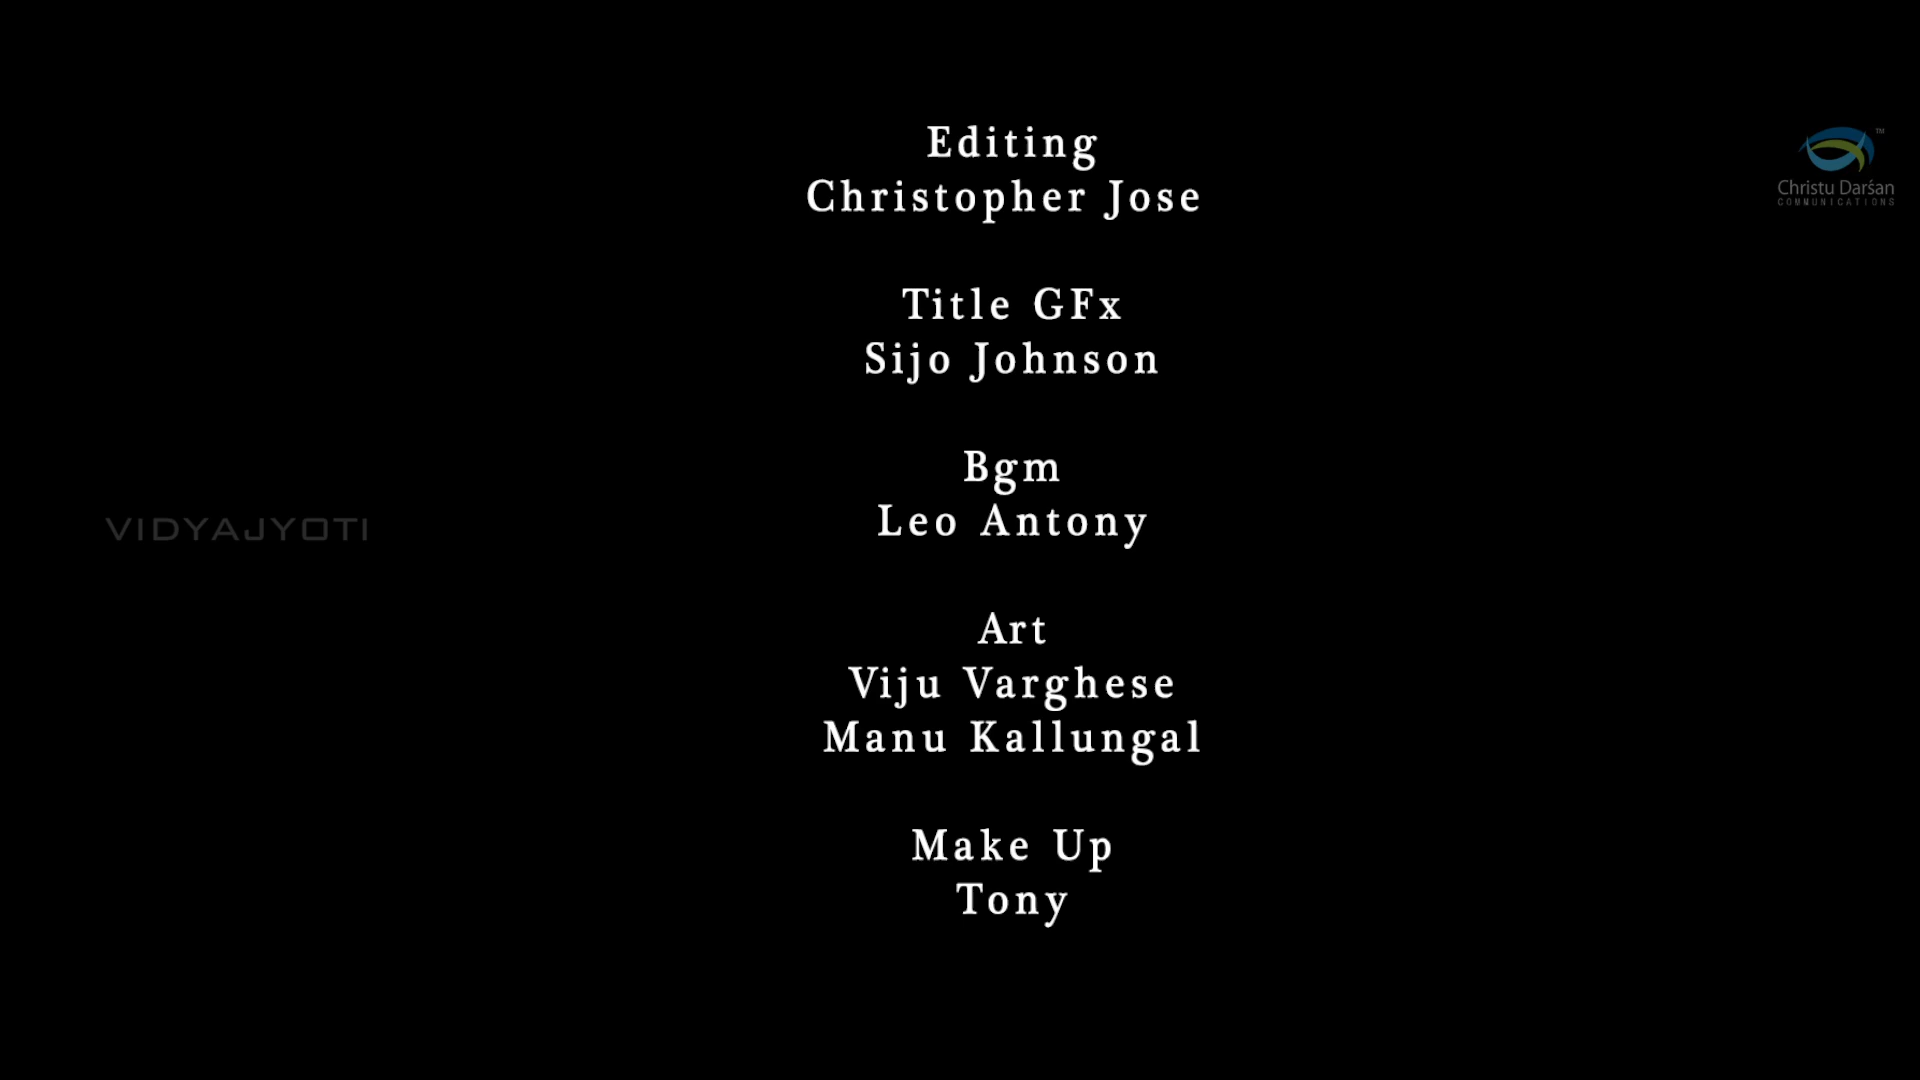 Editing
Christopher Jose
Title GFx
Sijo Johnson
Bgm
Leo Antony
Art
Viju Varghese
Manu Kallungal
Make Up
Tony
VIDYAJYOTI
TM
Christu Darśan
COMMUNICATIONS